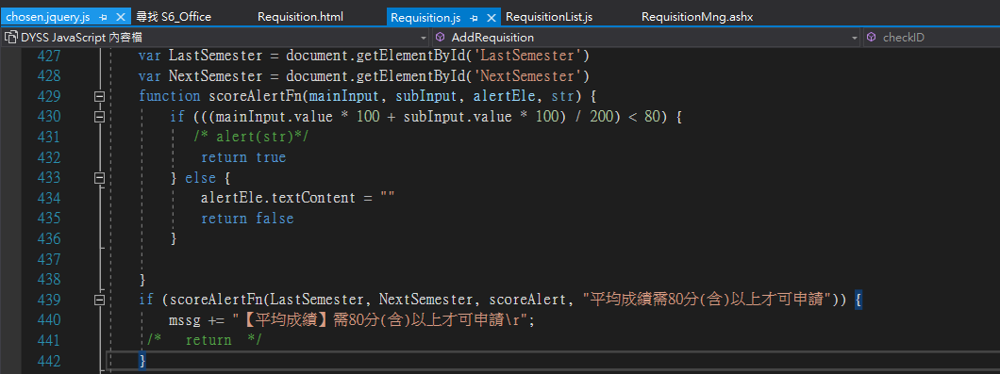 chosen.jquery.js 尋找 S6_Office Requisition.html Requisition.js RequisitionList.js RequisitionMng.ashx
DYSS JavaScript 內容檔 AddRequisition checkID
427 var LastSemester = document.getElementById('LastSemester')
428 var NextSemester = document.getElementById('NextSemester')
429 function scoreAlertFn(mainInput, subInput, alertEle, str) {
430 if (((mainInput.value * 100 + subInput.value * 100) / 200) < 80) {
431 /* alert(str)*/
432 return true
433 } else {
434 alertEle.textContent = ""
435 return false
436 }
437
438 }
439 if (scoreAlertFn(LastSemester, NextSemester, scoreAlert, "平均成績需80分(含)以上才可申請")) {
440 mssg += "【平均成績】需80分(含)以上才可申請\r";
441 /* return */
442 }